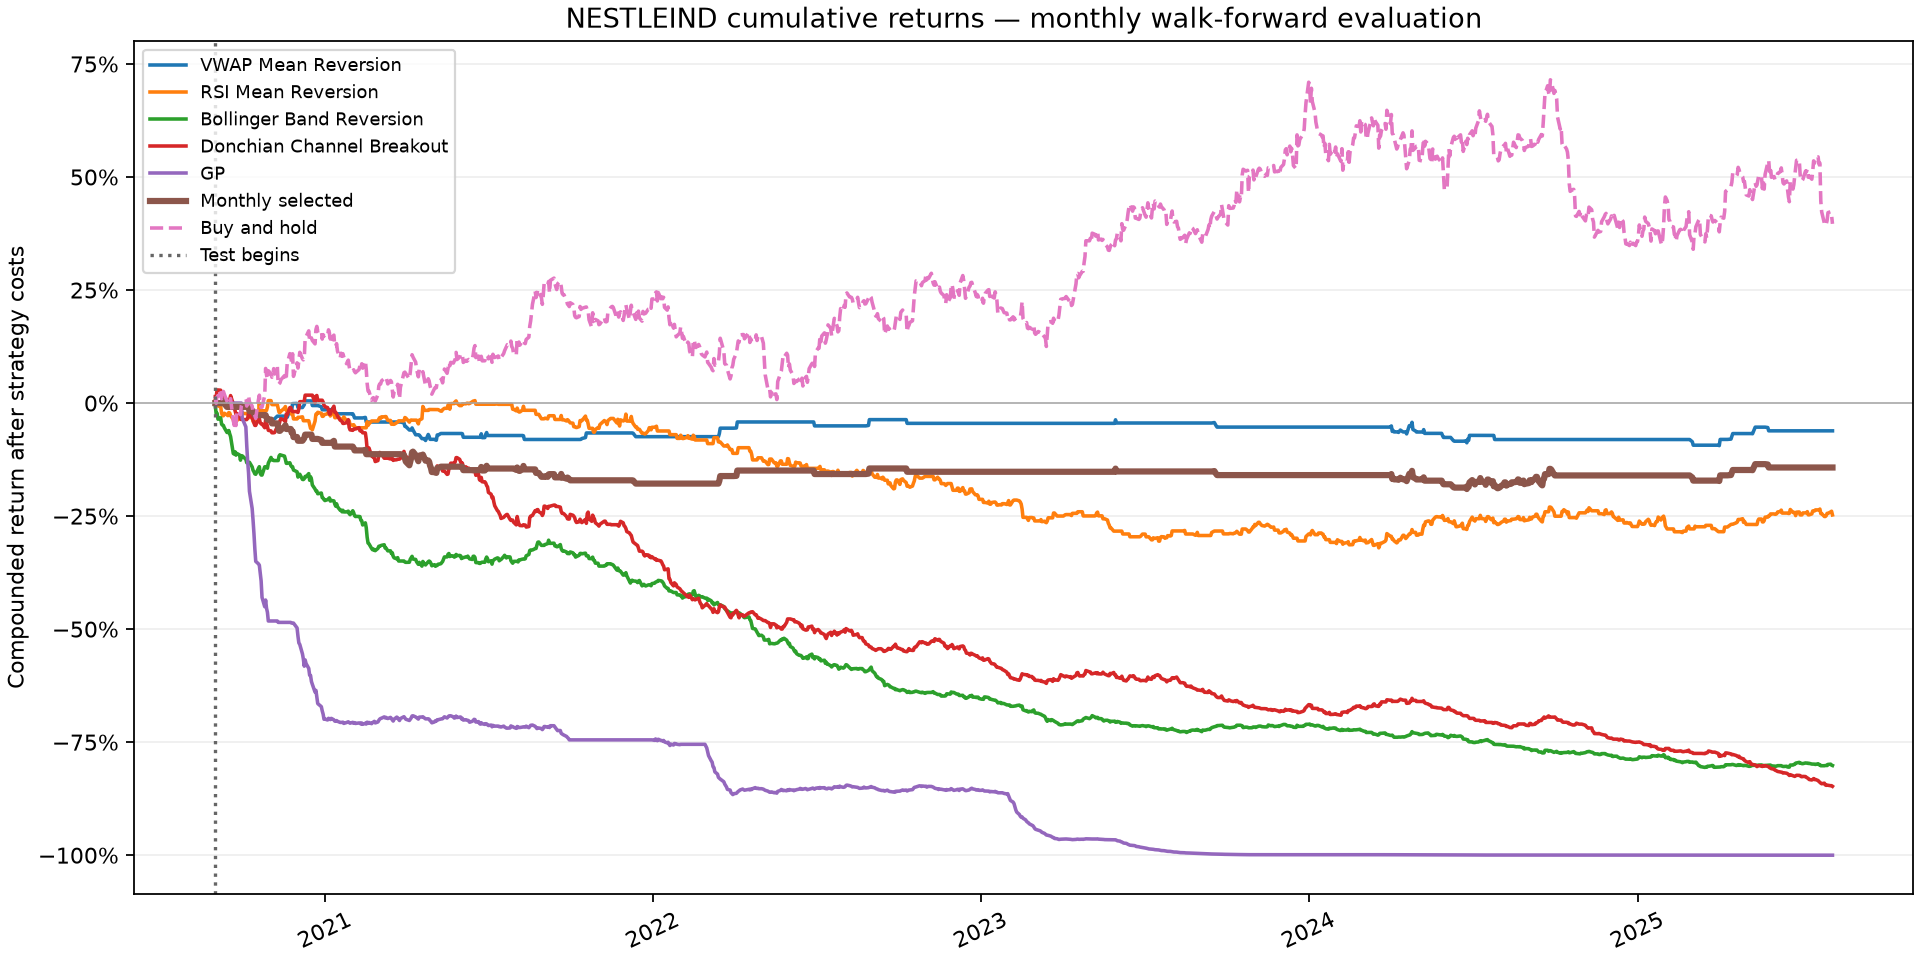 NESTLEIND cumulative returns — monthly walk-forward evaluation
Compounded return after strategy costs
75%
50%
25%
0%
−25%
−50%
−75%
−100%
VWAP Mean Reversion
RSI Mean Reversion
Bollinger Band Reversion
Donchian Channel Breakout
GP
Monthly selected
Buy and hold
Test begins
2021
2022
2023
2024
2025